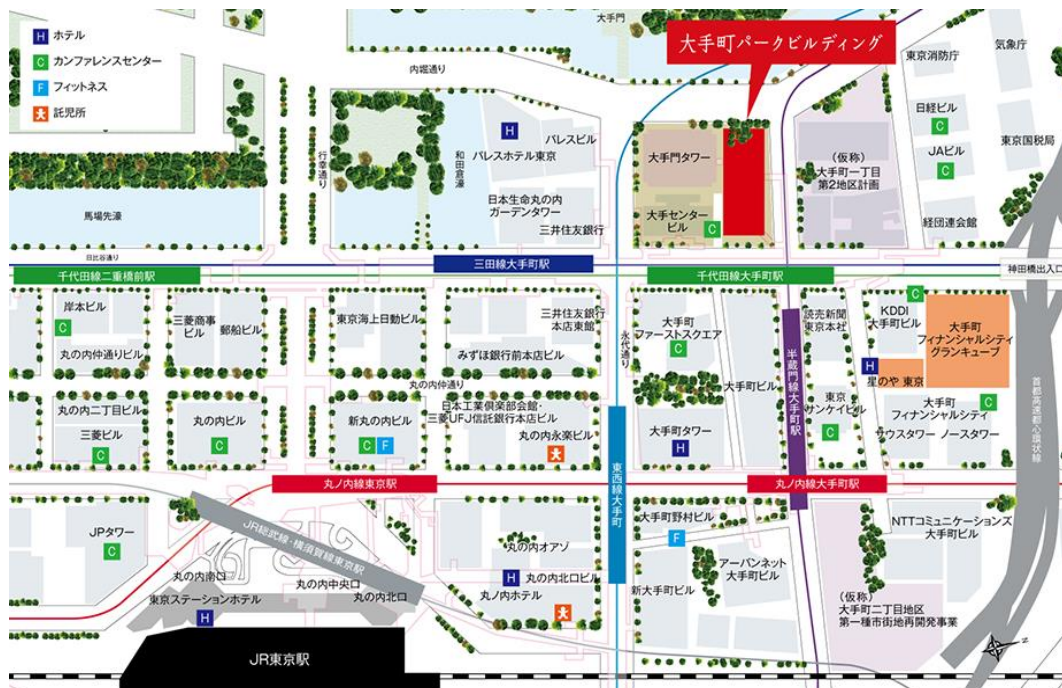 H ホテル
C カンファレンスセンター
F フィットネス
託児所
大手門
内堀通り
大手町パークビルディング
東京消防庁
気象庁
日経ビル
C
JAビル
C
東京国税局
経団連会館
行幸通り
和田倉濠
H
パレスホテル東京
パレスビル
日本生命丸の内
ガーデンタワー
三井住友銀行
大手門タワー
大手センター
ビル
C
(仮称)
大手町一丁目
第2地区計画
馬場先濠
日比谷通り
三田線大手町駅
千代田線二重橋前駅
千代田線大手町駅
神田橋出入口
岸本ビル
C
丸の内仲通りビル
三菱商事
ビル
郵船ビル
東京海上日動ビル
三井住友銀行
本店東館
みずほ銀行前本店ビル
永代通り
大手町
ファーストスクエア
C
大手町ビル
半蔵門線大手町駅
読売新聞
東京本社
KDDI
大手町ビル
C
大手町
フィナンシャルシティ
グランキューブ
H
星のや 東京
首都高速都心環状線
丸の内仲通り
丸の内二丁目ビル
三菱ビル
C
丸の内ビル
C
新丸の内ビル
C F
日本工業倶楽部会館・
三菱UFJ信託銀行本店ビル
丸の内永楽ビル
東西線大手町
大手町タワー
H
東京
サンケイビル
C
大手町
フィナンシャルシティ
サウスタワー ノースタワー
C
丸ノ内線東京駅
丸ノ内線大手町駅
JPタワー
C
JR総武線・横須賀線東京駅
丸の内南口
丸の内中央口
丸の内北口
東京ステーションホテル
H
丸の内オアゾ
H
丸の内北口ビル
丸ノ内ホテル
大手町野村ビル
F
アーバンネット
大手町ビル
新大手町ビル
NTTコミュニケーションズ
大手町ビル
(仮称)
大手町二丁目地区
第一種市街地再開発事業
JR東京駅
N